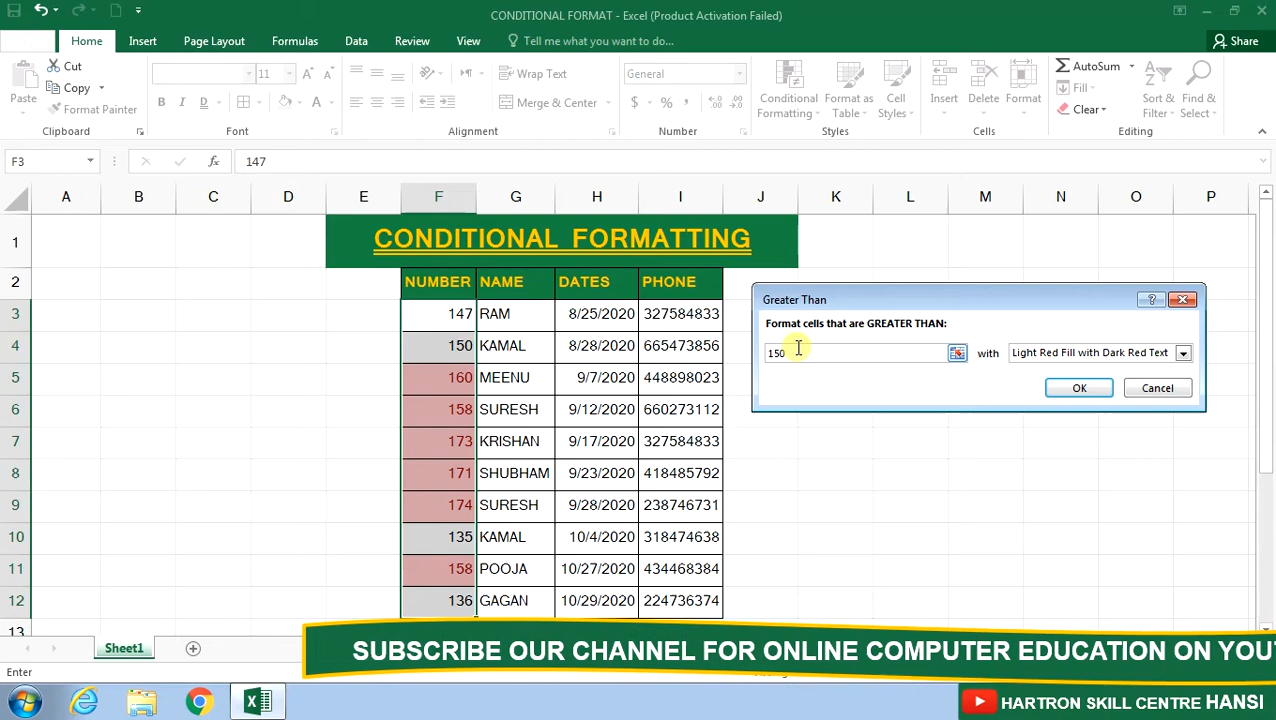 CONDITIONAL FORMAT - Excel (Product Activation Failed)
Home Insert Page Layout Formulas Data Review View Tell me what you want to do... Share
Paste Cut Copy Format Painter
11 Wrap Text Merge & Center General $ % ,
Conditional Formatting Format as Table Cell Styles Insert Delete Format
AutoSum Fill Clear Sort & Filter Find & Select
Clipboard Font Alignment Number Styles Cells Editing
F3 fx 147
A B C D E F G H I J K L M N O P
1 CONDITIONAL FORMATTING
2 NUMBER NAME DATES PHONE
3 147 RAM 8/25/2020 327584833
4 150 KAMAL 8/28/2020 665473856
5 160 MEENU 9/7/2020 448898023
6 158 SURESH 9/12/2020 660273112
7 173 KRISHAN 9/17/2020 327584833
8 171 SHUBHAM 9/23/2020 418485792
9 174 SURESH 9/28/2020 238746731
10 135 KAMAL 10/4/2020 318474638
11 158 POOJA 10/27/2020 434468384
12 136 GAGAN 10/29/2020 224736374
13
Greater Than
Format cells that are GREATER THAN:
150 with Light Red Fill with Dark Red Text
OK Cancel
Sheet1
SUBSCRIBE OUR CHANNEL FOR ONLINE COMPUTER EDUCATION ON YOU
Enter
HARTRON SKILL CENTRE HANSI